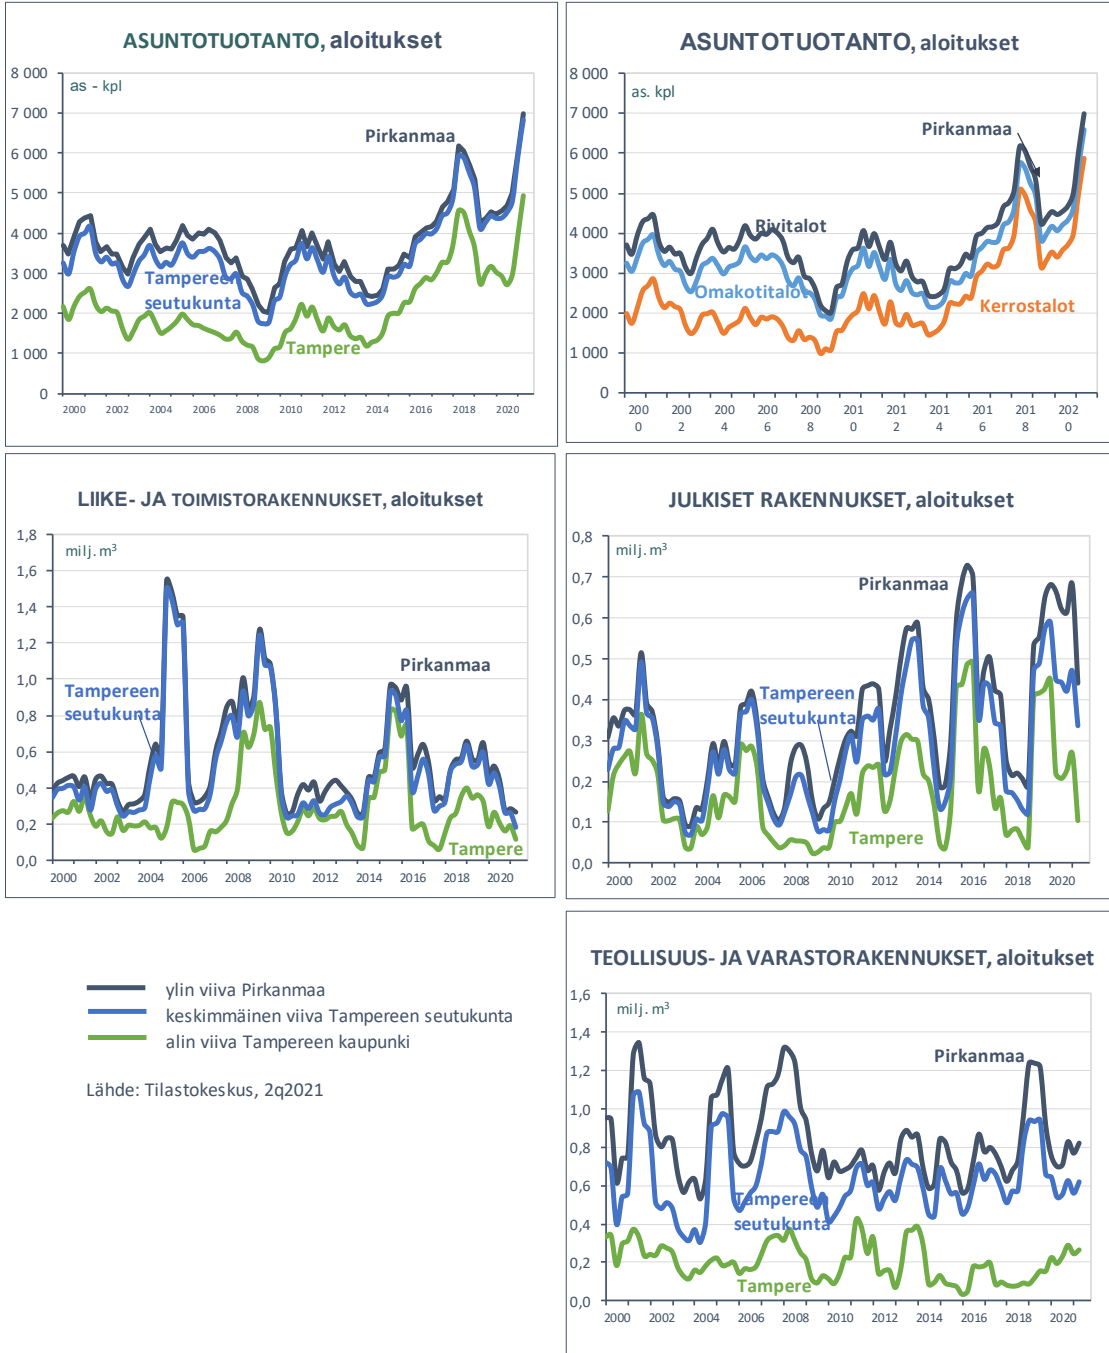 ASUNTOTUOTANTO, aloitukset
as - kpl
8 000
7 000
6 000
5 000
4 000
3 000
2 000
1 000
0
Pirkanmaa
Tampereen
seutukunta
Tampere
2000 2002 2004 2006 2008 2010 2012 2014 2016 2018 2020
ASUNTOTUOTANTO, aloitukset
as. kpl
8 000
7 000
6 000
5 000
4 000
3 000
2 000
1 000
0
Pirkanmaa
Rivitalot
Omakotitalot
Kerrostalot
200 200 200 200 200 201 201 201 201 201 202
0 2 4 6 8 0 2 4 6 8 0
LIIKE- JA TOIMISTORAKENNUKSET, aloitukset
milj. m³
1,8
1,6
1,4
1,2
1,0
0,8
0,6
0,4
0,2
0,0
Pirkanmaa
Tampereen
seutukunta
Tampere
2000 2002 2004 2006 2008 2010 2012 2014 2016 2018 2020
JULKISET RAKENNUKSET, aloitukset
milj. m³
0,8
0,7
0,6
0,5
0,4
0,3
0,2
0,1
0,0
Pirkanmaa
Tampereen
seutukunta
Tampere
2000 2002 2004 2006 2008 2010 2012 2014 2016 2018 2020
ylin viiva Pirkanmaa
keskimmäinen viiva Tampereen seutukunta
alin viiva Tampereen kaupunki
Lähde: Tilastokeskus, 2q2021
TEOLLISUUS- JA VARASTORAKENNUKSET, aloitukset
milj. m³
1,6
1,4
1,2
1,0
0,8
0,6
0,4
0,2
0,0
Pirkanmaa
Tampereen
seutukunta
Tampere
2000 2002 2004 2006 2008 2010 2012 2014 2016 2018 2020